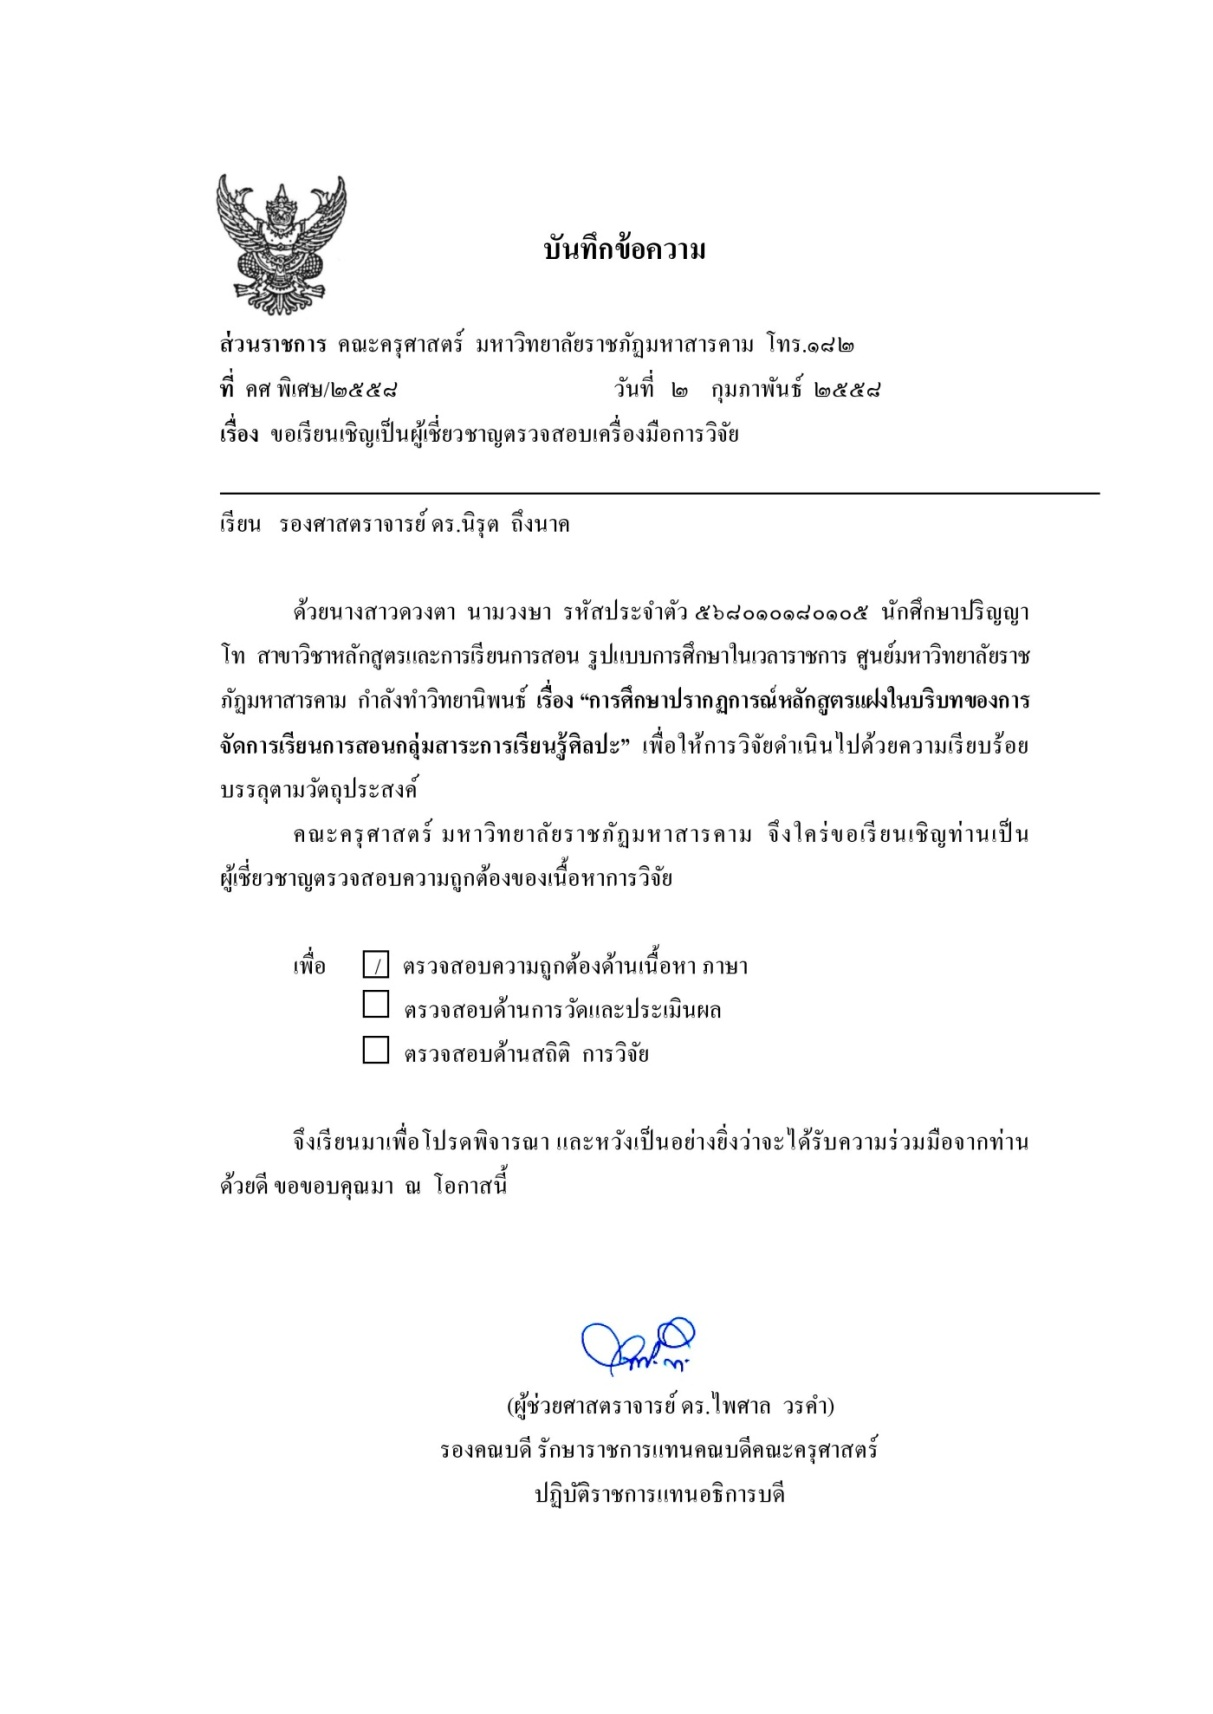 บันทึกข้อความ
ส่วนราชการ คณะครุศาสตร์ มหาวิทยาลัยราชภัฏมหาสารคาม โทร.๑๘๒
ที่ คศ พิเศษ/๒๕๕๘ วันที่ ๒ กุมภาพันธ์ ๒๕๕๘
เรื่อง ขอเรียนเชิญเป็นผู้เชี่ยวชาญตรวจสอบเครื่องมือการวิจัย
เรียน รองศาสตราจารย์ ดร.นิรุต ถึงนาค
ด้วยนางสาวดวงตา นามวงษา รหัสประจำตัว ๕๖๘๐๑๐๑๘๐๑๐๕ นักศึกษาปริญญา
โท สาขาวิชาหลักสูตรและการเรียนการสอน รูปแบบการศึกษาในเวลาราชการ ศูนย์มหาวิทยาลัยราช
ภัฏมหาสารคาม กำลังทำวิทยานิพนธ์ เรื่อง “การศึกษาปรากฏการณ์หลักสูตรแฝงในบริบทของการ
จัดการเรียนการสอนกลุ่มสาระการเรียนรู้ศิลปะ” เพื่อให้การวิจัยดำเนินไปด้วยความเรียบร้อย
บรรลุตามวัตถุประสงค์
คณะครุศาสตร์ มหาวิทยาลัยราชภัฏมหาสารคาม จึงใคร่ขอเรียนเชิญท่านเป็น
ผู้เชี่ยวชาญตรวจสอบความถูกต้องของเนื้อหาการวิจัย
เพื่อ / ตรวจสอบความถูกต้องด้านเนื้อหา ภาษา
ตรวจสอบด้านการวัดและประเมินผล
ตรวจสอบด้านสถิติ การวิจัย
จึงเรียนมาเพื่อโปรดพิจารณา และหวังเป็นอย่างยิ่งว่าจะได้รับความร่วมมือจากท่าน
ด้วยดี ขอขอบคุณมา ณ โอกาสนี้
(ผู้ช่วยศาสตราจารย์ ดร.ไพศาล วรคำ)
รองคณบดี รักษาราชการแทนคณบดีคณะครุศาสตร์
ปฏิบัติราชการแทนอธิการบดี